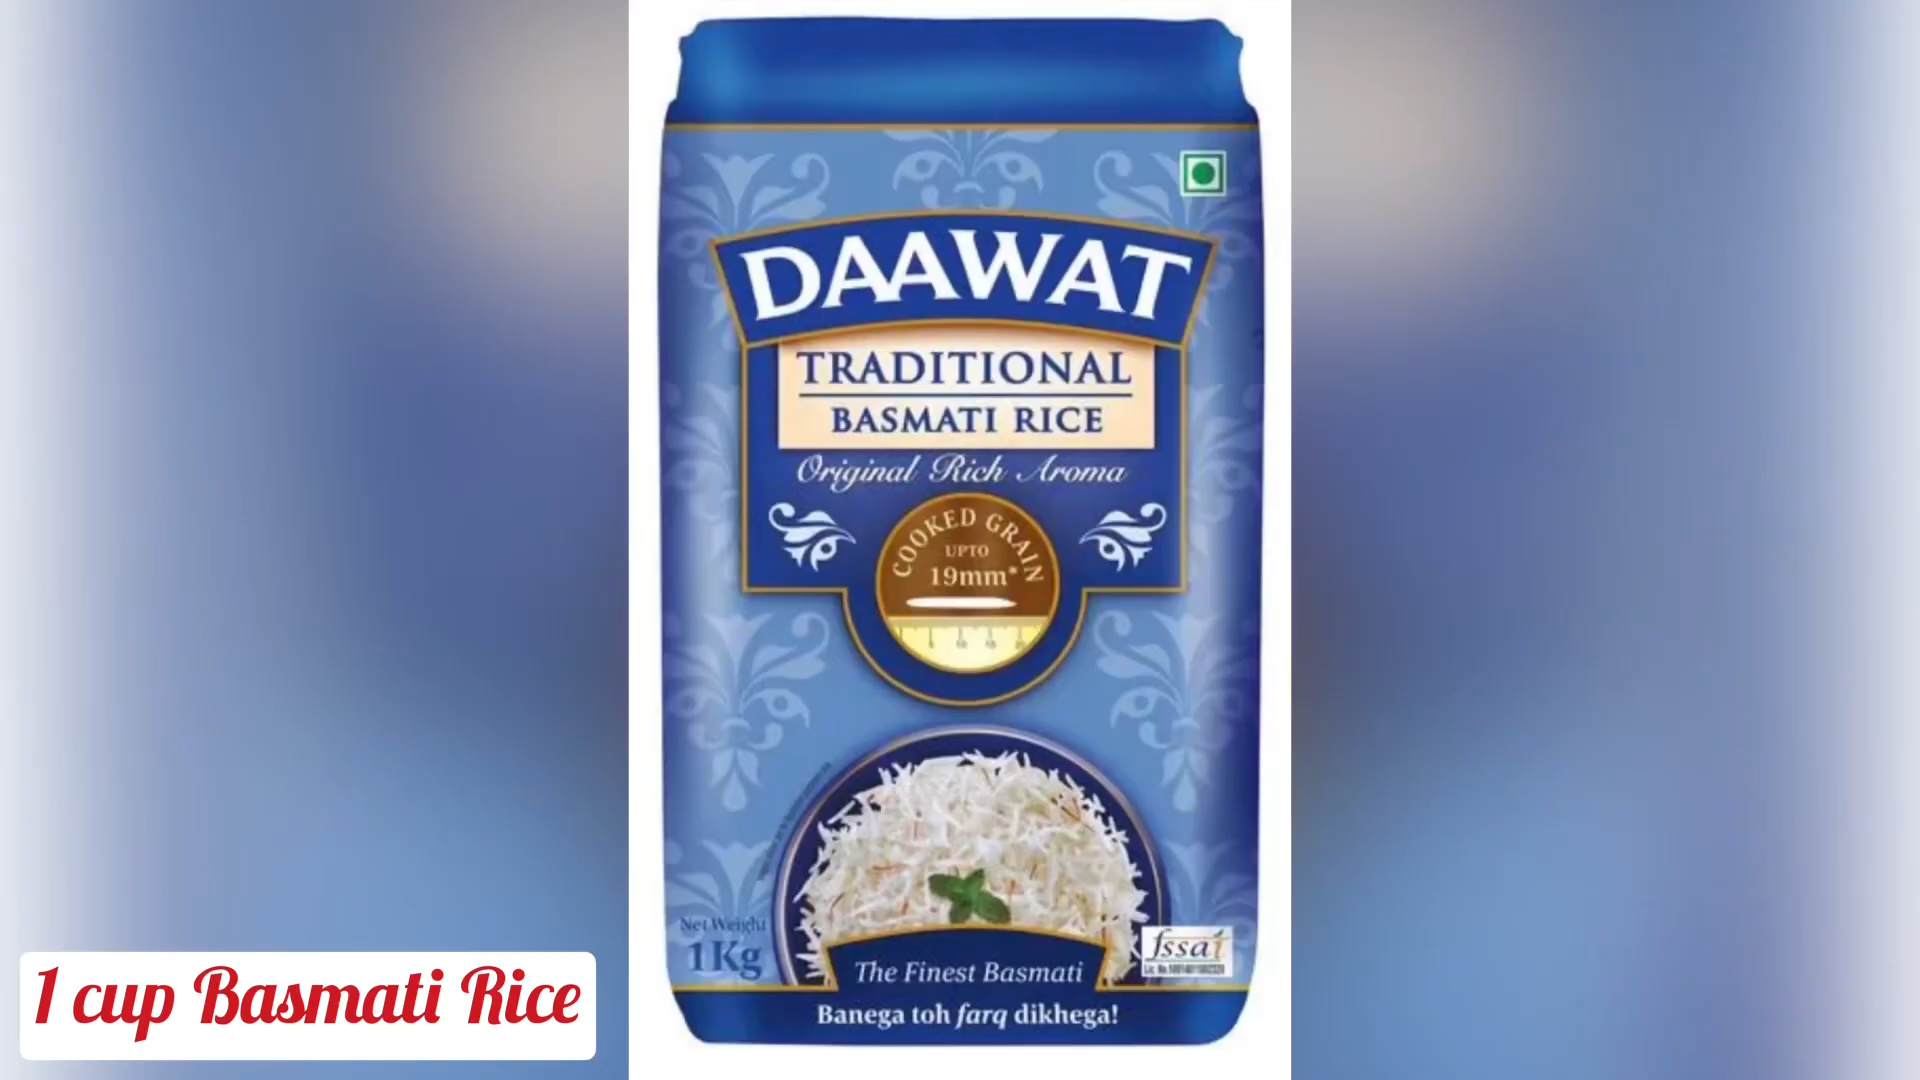 DAAWAT
TRADITIONAL
BASMATI RICE
Original Rich Aroma
COOKED GRAIN
UPTO
19mm*
Net Weight
1Kg
fssai
The Finest Basmati
Banega toh farq dikhega!
1 cup Basmati Rice